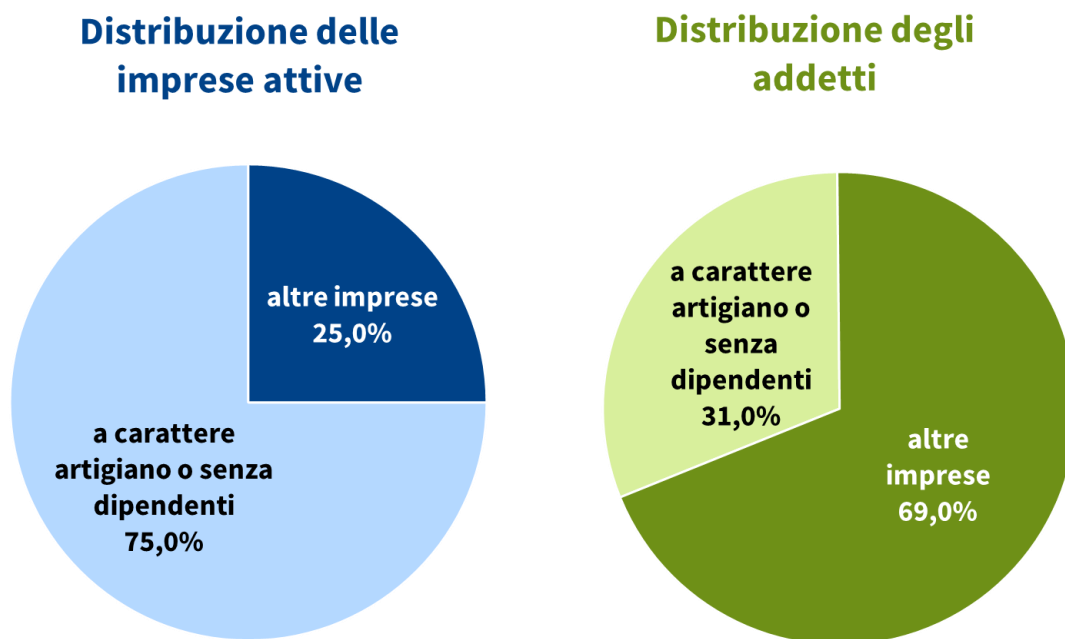 Distribuzione delle
imprese attive
altre imprese
25,0%
a carattere
artigiano o senza
dipendenti
75,0%
Distribuzione degli
addetti
a carattere
artigiano o
senza
dipendenti
31,0%
altre
imprese
69,0%